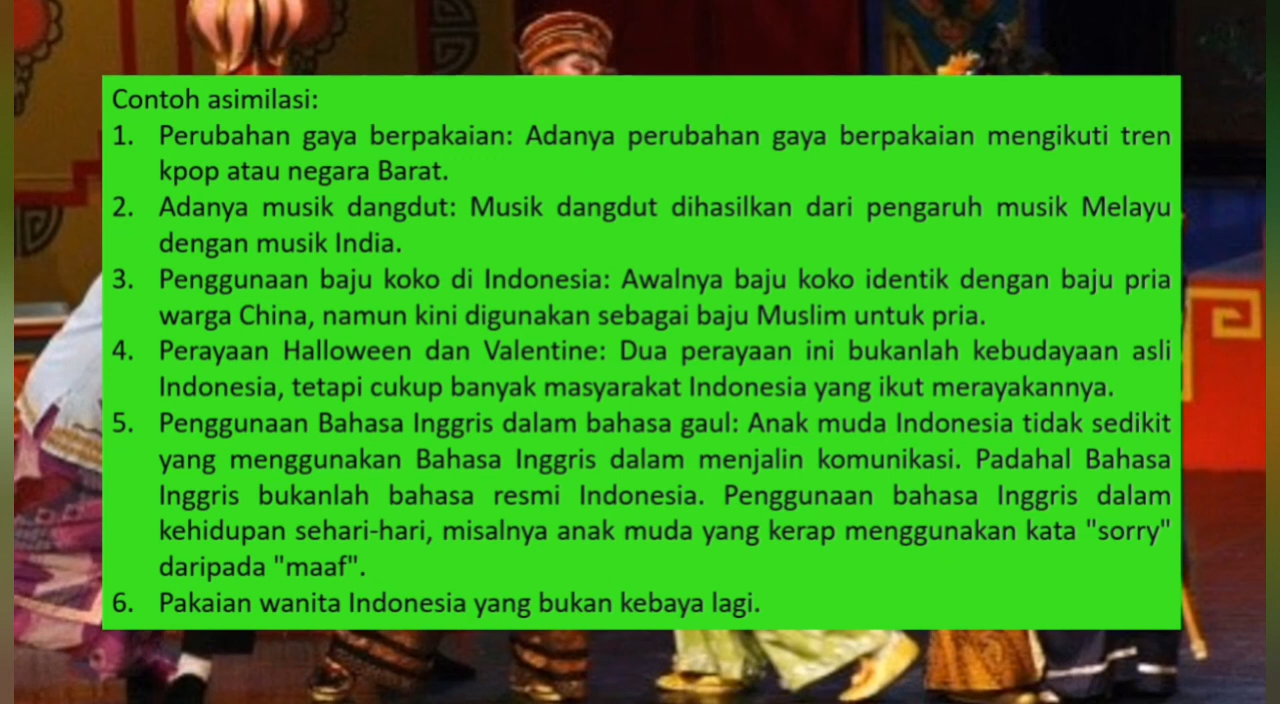 Contoh asimilasi:
1. Perubahan gaya berpakaian: Adanya perubahan gaya berpakaian mengikuti tren
kpop atau negara Barat.
2. Adanya musik dangdut: Musik dangdut dihasilkan dari pengaruh musik Melayu
dengan musik India.
3. Penggunaan baju koko di Indonesia: Awalnya baju koko identik dengan baju pria
warga China, namun kini digunakan sebagai baju Muslim untuk pria.
4. Perayaan Halloween dan Valentine: Dua perayaan ini bukanlah kebudayaan asli
Indonesia, tetapi cukup banyak masyarakat Indonesia yang ikut merayakannya.
5. Penggunaan Bahasa Inggris dalam bahasa gaul: Anak muda Indonesia tidak sedikit
yang menggunakan Bahasa Inggris dalam menjalin komunikasi. Padahal Bahasa
Inggris bukanlah bahasa resmi Indonesia. Penggunaan bahasa Inggris dalam
kehidupan sehari-hari, misalnya anak muda yang kerap menggunakan kata "sorry"
daripada "maaf".
6. Pakaian wanita Indonesia yang bukan kebaya lagi.